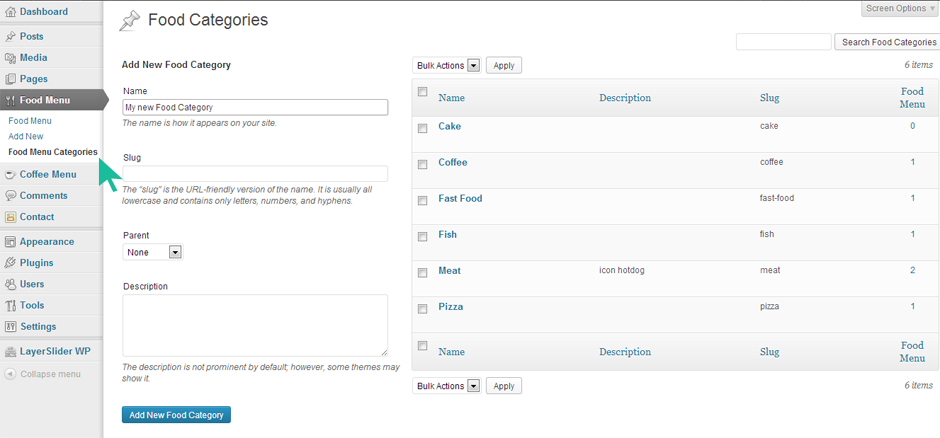 Dashboard
Posts
Media
Pages
Food Menu
Food Menu
Add New
Food Menu Categories
Coffee Menu
Comments
Contact
Appearance
Plugins
Users
Tools
Settings
LayerSlider WP
Collapse menu
Screen Options
Food Categories
Search Food Categories
Add New Food Category
Name
My new Food Category
The name is how it appears on your site.
Slug
The “slug” is the URL-friendly version of the name. It is usually all
lowercase and contains only letters, numbers, and hyphens.
Parent
None
Description
The description is not prominent by default; however, some themes may
show it.
Add New Food Category
Bulk Actions Apply 6 items
Name Description Slug Food
Menu
Cake cake 0
Coffee coffee 1
Fast Food fast-food 1
Fish fish 1
Meat icon hotdog meat 2
Pizza pizza 1
Name Description Slug Food
Menu
Bulk Actions Apply 6 items